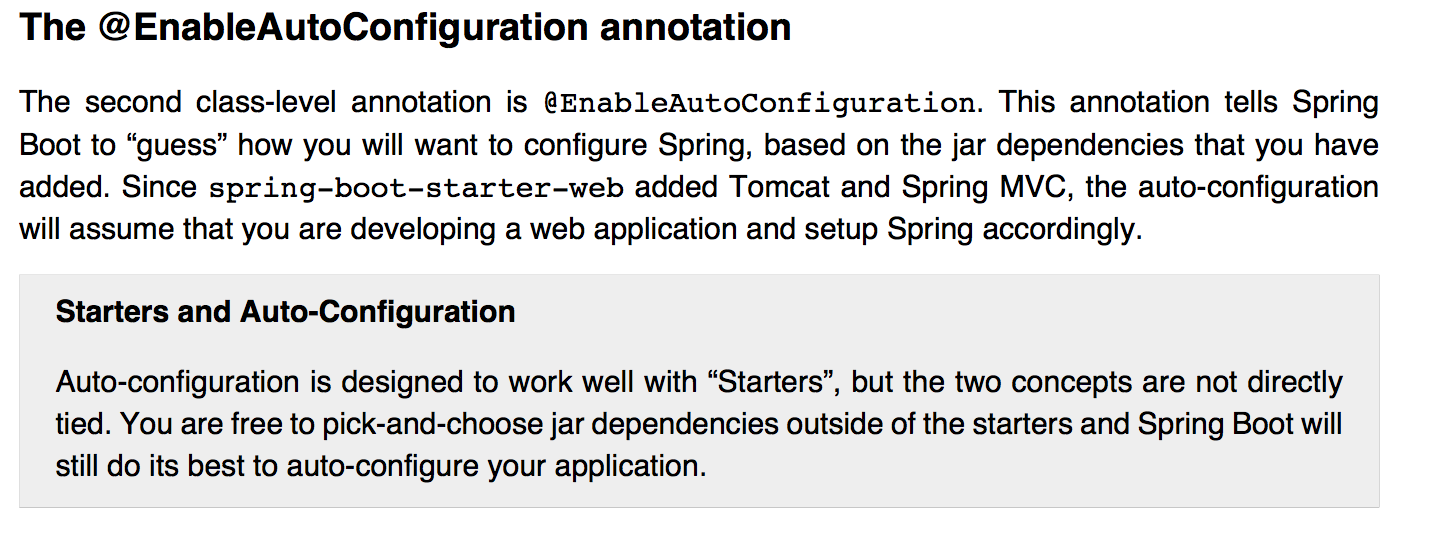 The @EnableAutoConfiguration annotation
The second class-level annotation is @EnableAutoConfiguration. This annotation tells Spring
Boot to “guess” how you will want to configure Spring, based on the jar dependencies that you have
added. Since spring-boot-starter-web added Tomcat and Spring MVC, the auto-configuration
will assume that you are developing a web application and setup Spring accordingly.
Starters and Auto-Configuration
Auto-configuration is designed to work well with “Starters”, but the two concepts are not directly
tied. You are free to pick-and-choose jar dependencies outside of the starters and Spring Boot will
still do its best to auto-configure your application.